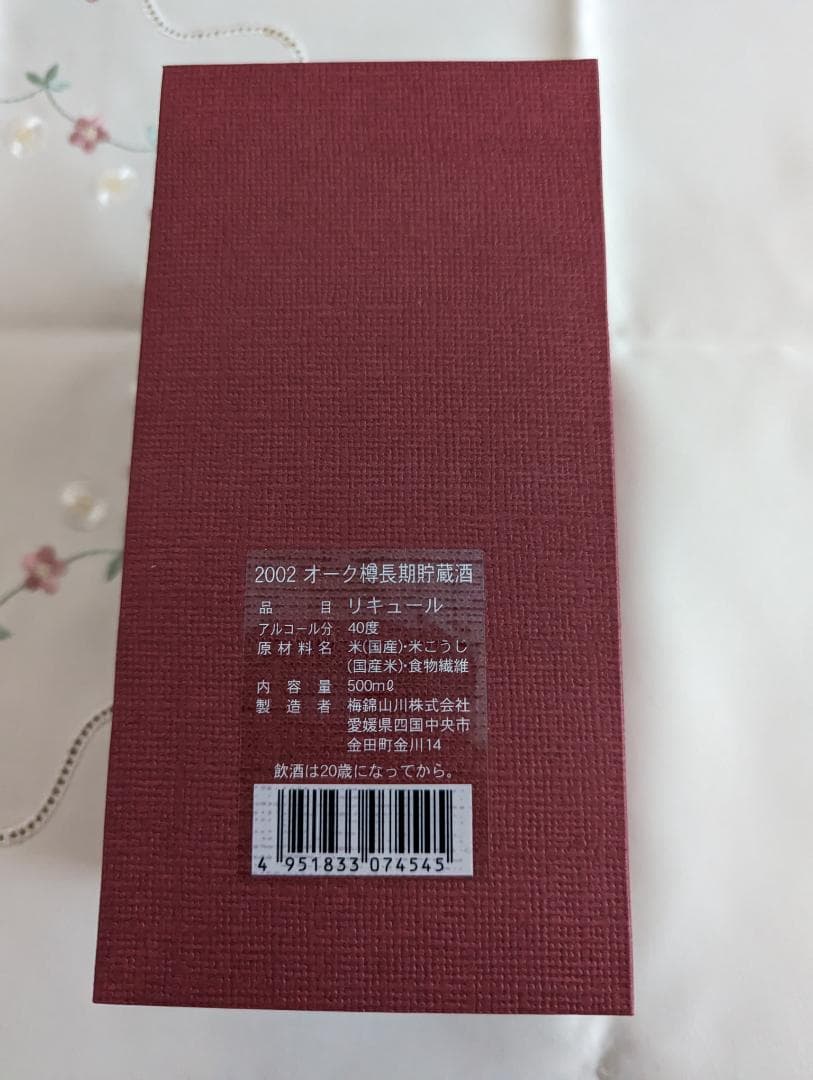 2002 オーク樽長期貯蔵酒
品目 リキュール
アルコール分 40度
原材料名 米(国産)・米こうじ
(国産米)・食物繊維
内容量 500mℓ
製造者 梅錦山川株式会社
愛媛県四国中央市
金田町金川14
飲酒は20歳になってから。
4 951833 074545